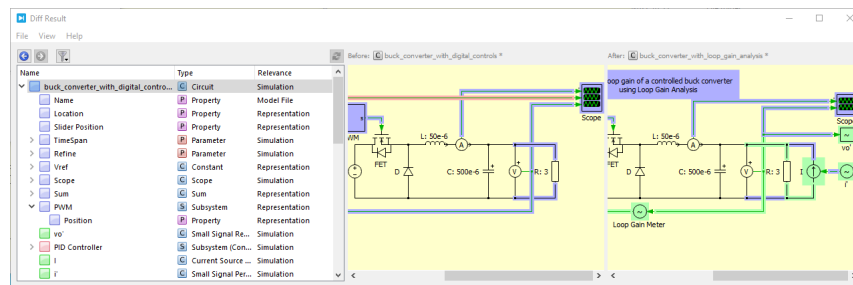 Diff Result
File View Help
Before: C buck_converter_with_digital_controls *
After: C buck_converter_with_loop_gain_analysis *
Name Type Relevance
buck_converter_with_digital_contro... C Circuit Simulation
Name P Property Model File
Location P Property Representation
Slider Position P Property Representation
TimeSpan P Parameter Simulation
Refine P Parameter Simulation
Vref C Constant Representation
Scope C Scope Simulation
Sum C Sum Representation
PWM S Subsystem Representation
Position P Property Representation
vo` C Small Signal Re... Simulation
PID Controller S Subsystem (Con... Simulation
I C Current Source ... Simulation
i` C Small Signal Per... Simulation
Scope
WM
L: 50e-6
A
FET
D
C: 500e-6
V
R: 3
oop gain of a controlled buck converter
using Loop Gain Analysis
Scope
vo`
L: 50e-6
A
ET
D
C: 500e-6
V
R: 3
I
i`
Loop Gain Meter